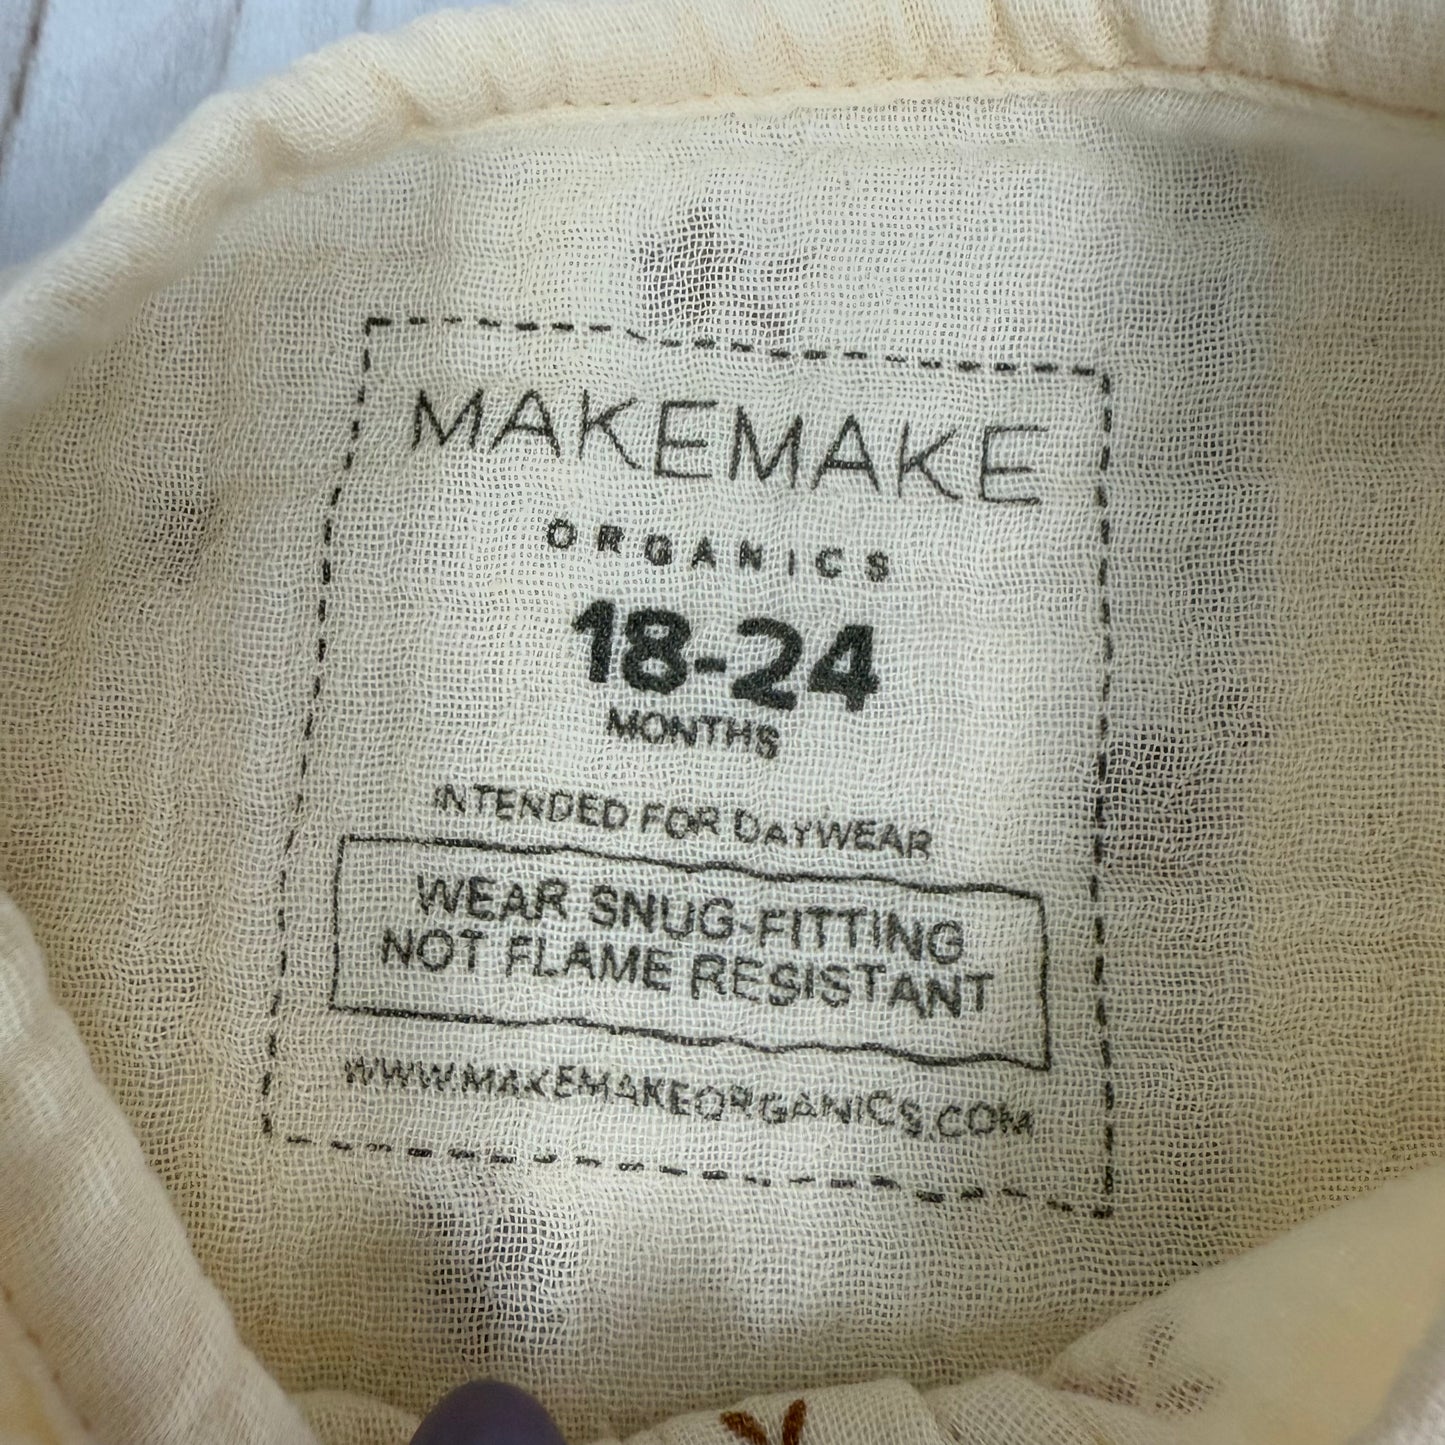 MAKEMAKE
ORGANICS
18-24
MONTHS
INTENDED FOR DAYWEAR
WEAR SNUG-FITTING
NOT FLAME RESISTANT
WWW.MAKEMAKEORGANICS.COM